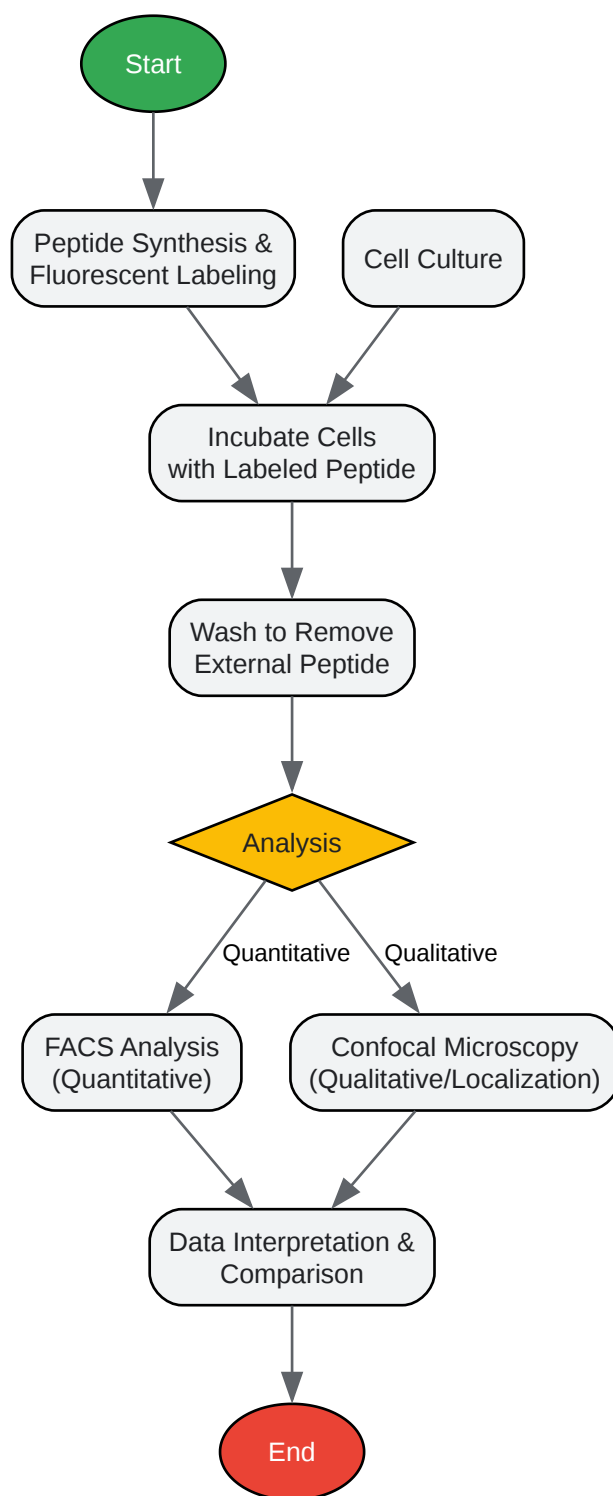 Start
Peptide Synthesis &
Fluorescent Labeling
Cell Culture
Incubate Cells
with Labeled Peptide
Wash to Remove
External Peptide
Analysis
Quantitative
Qualitative
FACS Analysis
(Quantitative)
Confocal Microscopy
(Qualitative/Localization)
Data Interpretation &
Comparison
End